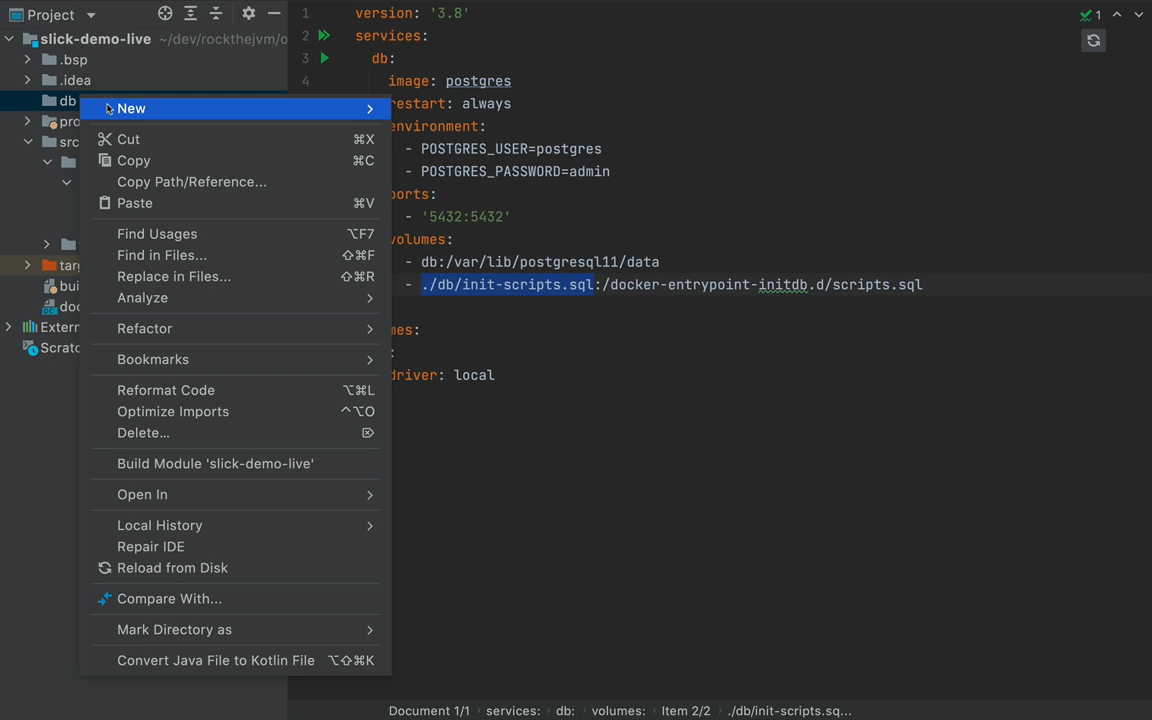 Project
slick-demo-live ~/dev/rockthejvm/o
.bsp
.idea
db
pro
src
targ
bui
doc
Extern
Scratc
New
Cut ⌘X
Copy ⌘C
Copy Path/Reference...
Paste ⌘V
Find Usages ⌥F7
Find in Files... ⇧⌘F
Replace in Files... ⇧⌘R
Analyze
Refactor
Bookmarks
Reformat Code ⌥⌘L
Optimize Imports ^⌥O
Delete... ⌦
Build Module 'slick-demo-live'
Open In
Local History
Repair IDE
Reload from Disk
Compare With...
Mark Directory as
Convert Java File to Kotlin File ⌥⇧⌘K
1 version: '3.8'
2 services:
3 db:
4 image: postgres
restart: always
environment:
- POSTGRES_USER=postgres
- POSTGRES_PASSWORD=admin
ports:
- '5432:5432'
volumes:
- db:/var/lib/postgresql11/data
- ./db/init-scripts.sql:/docker-entrypoint-initdb.d/scripts.sql
mes:
:
driver: local
1
Document 1/1 › services: › db: › volumes: › Item 2/2 › ./db/init-scripts.sq...